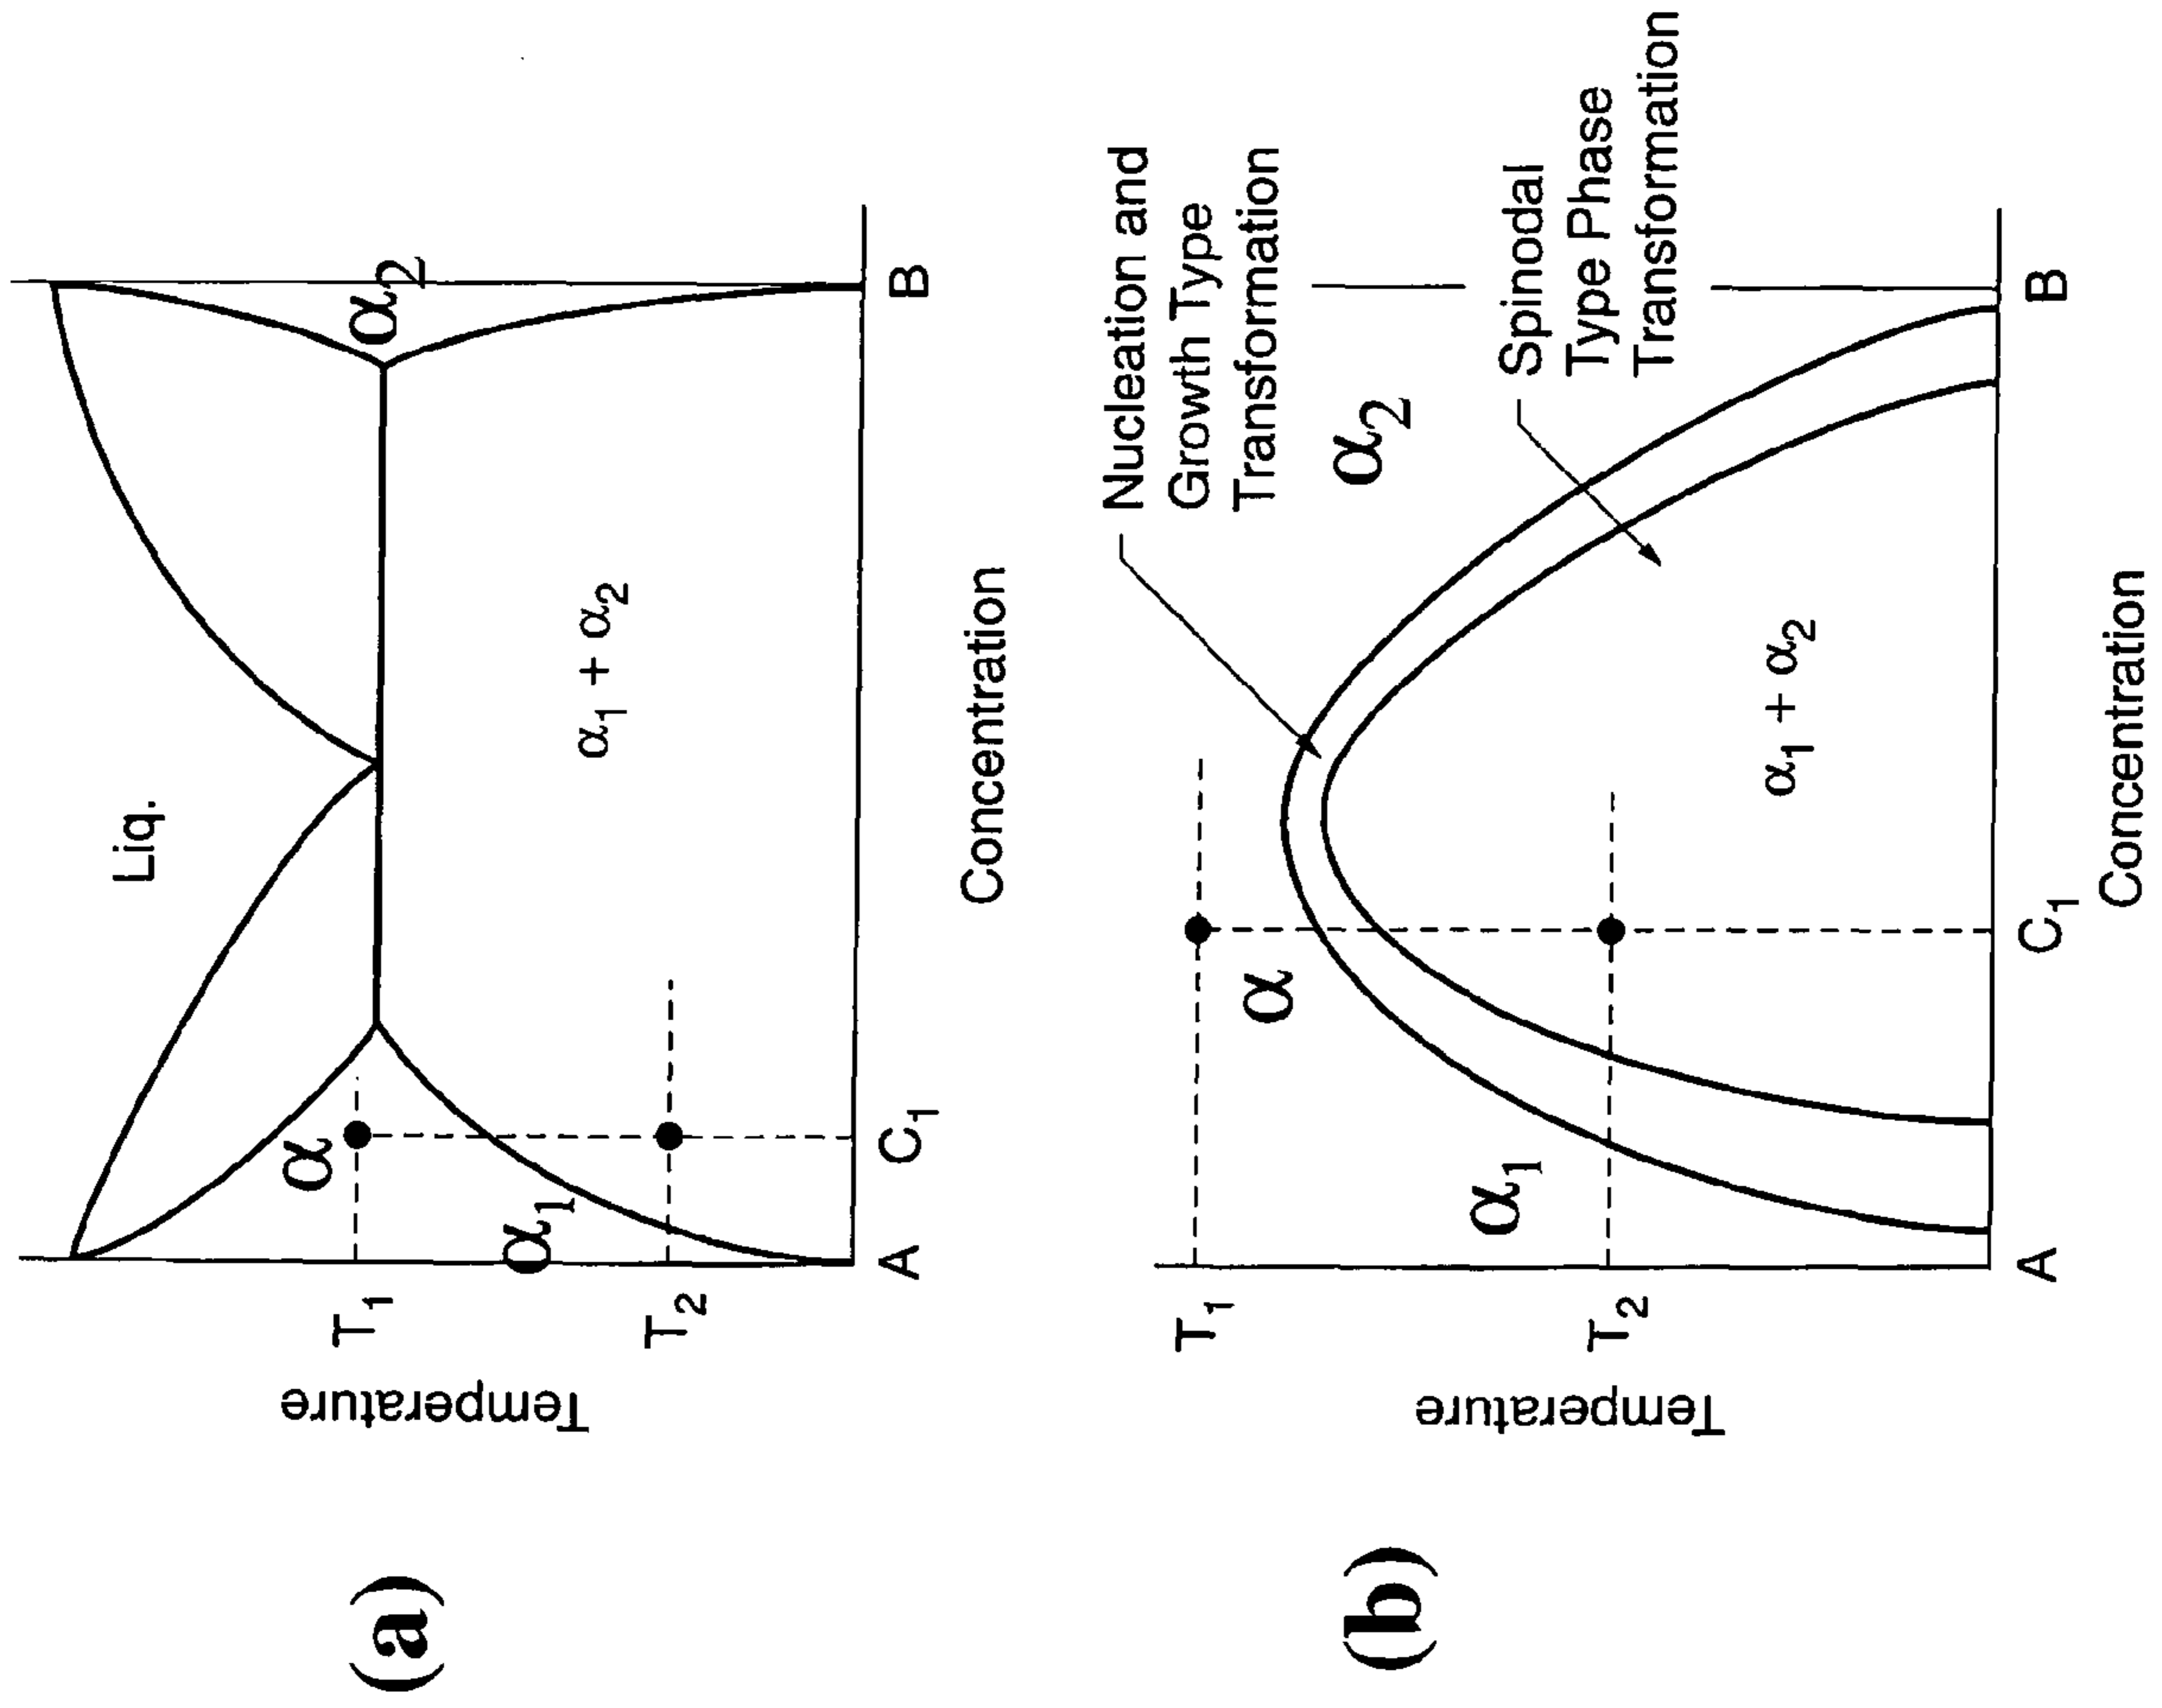 (a)
Temperature
T1
T2
Liq.
α
α1
α2
α1 + α2
A
C1
B
Concentration
(b)
Temperature
T1
T2
α
α1
α2
α1 + α2
Nucleation and
Growth Type
Transformation
Spinodal
Type Phase
Transformation
A
C1
B
Concentration